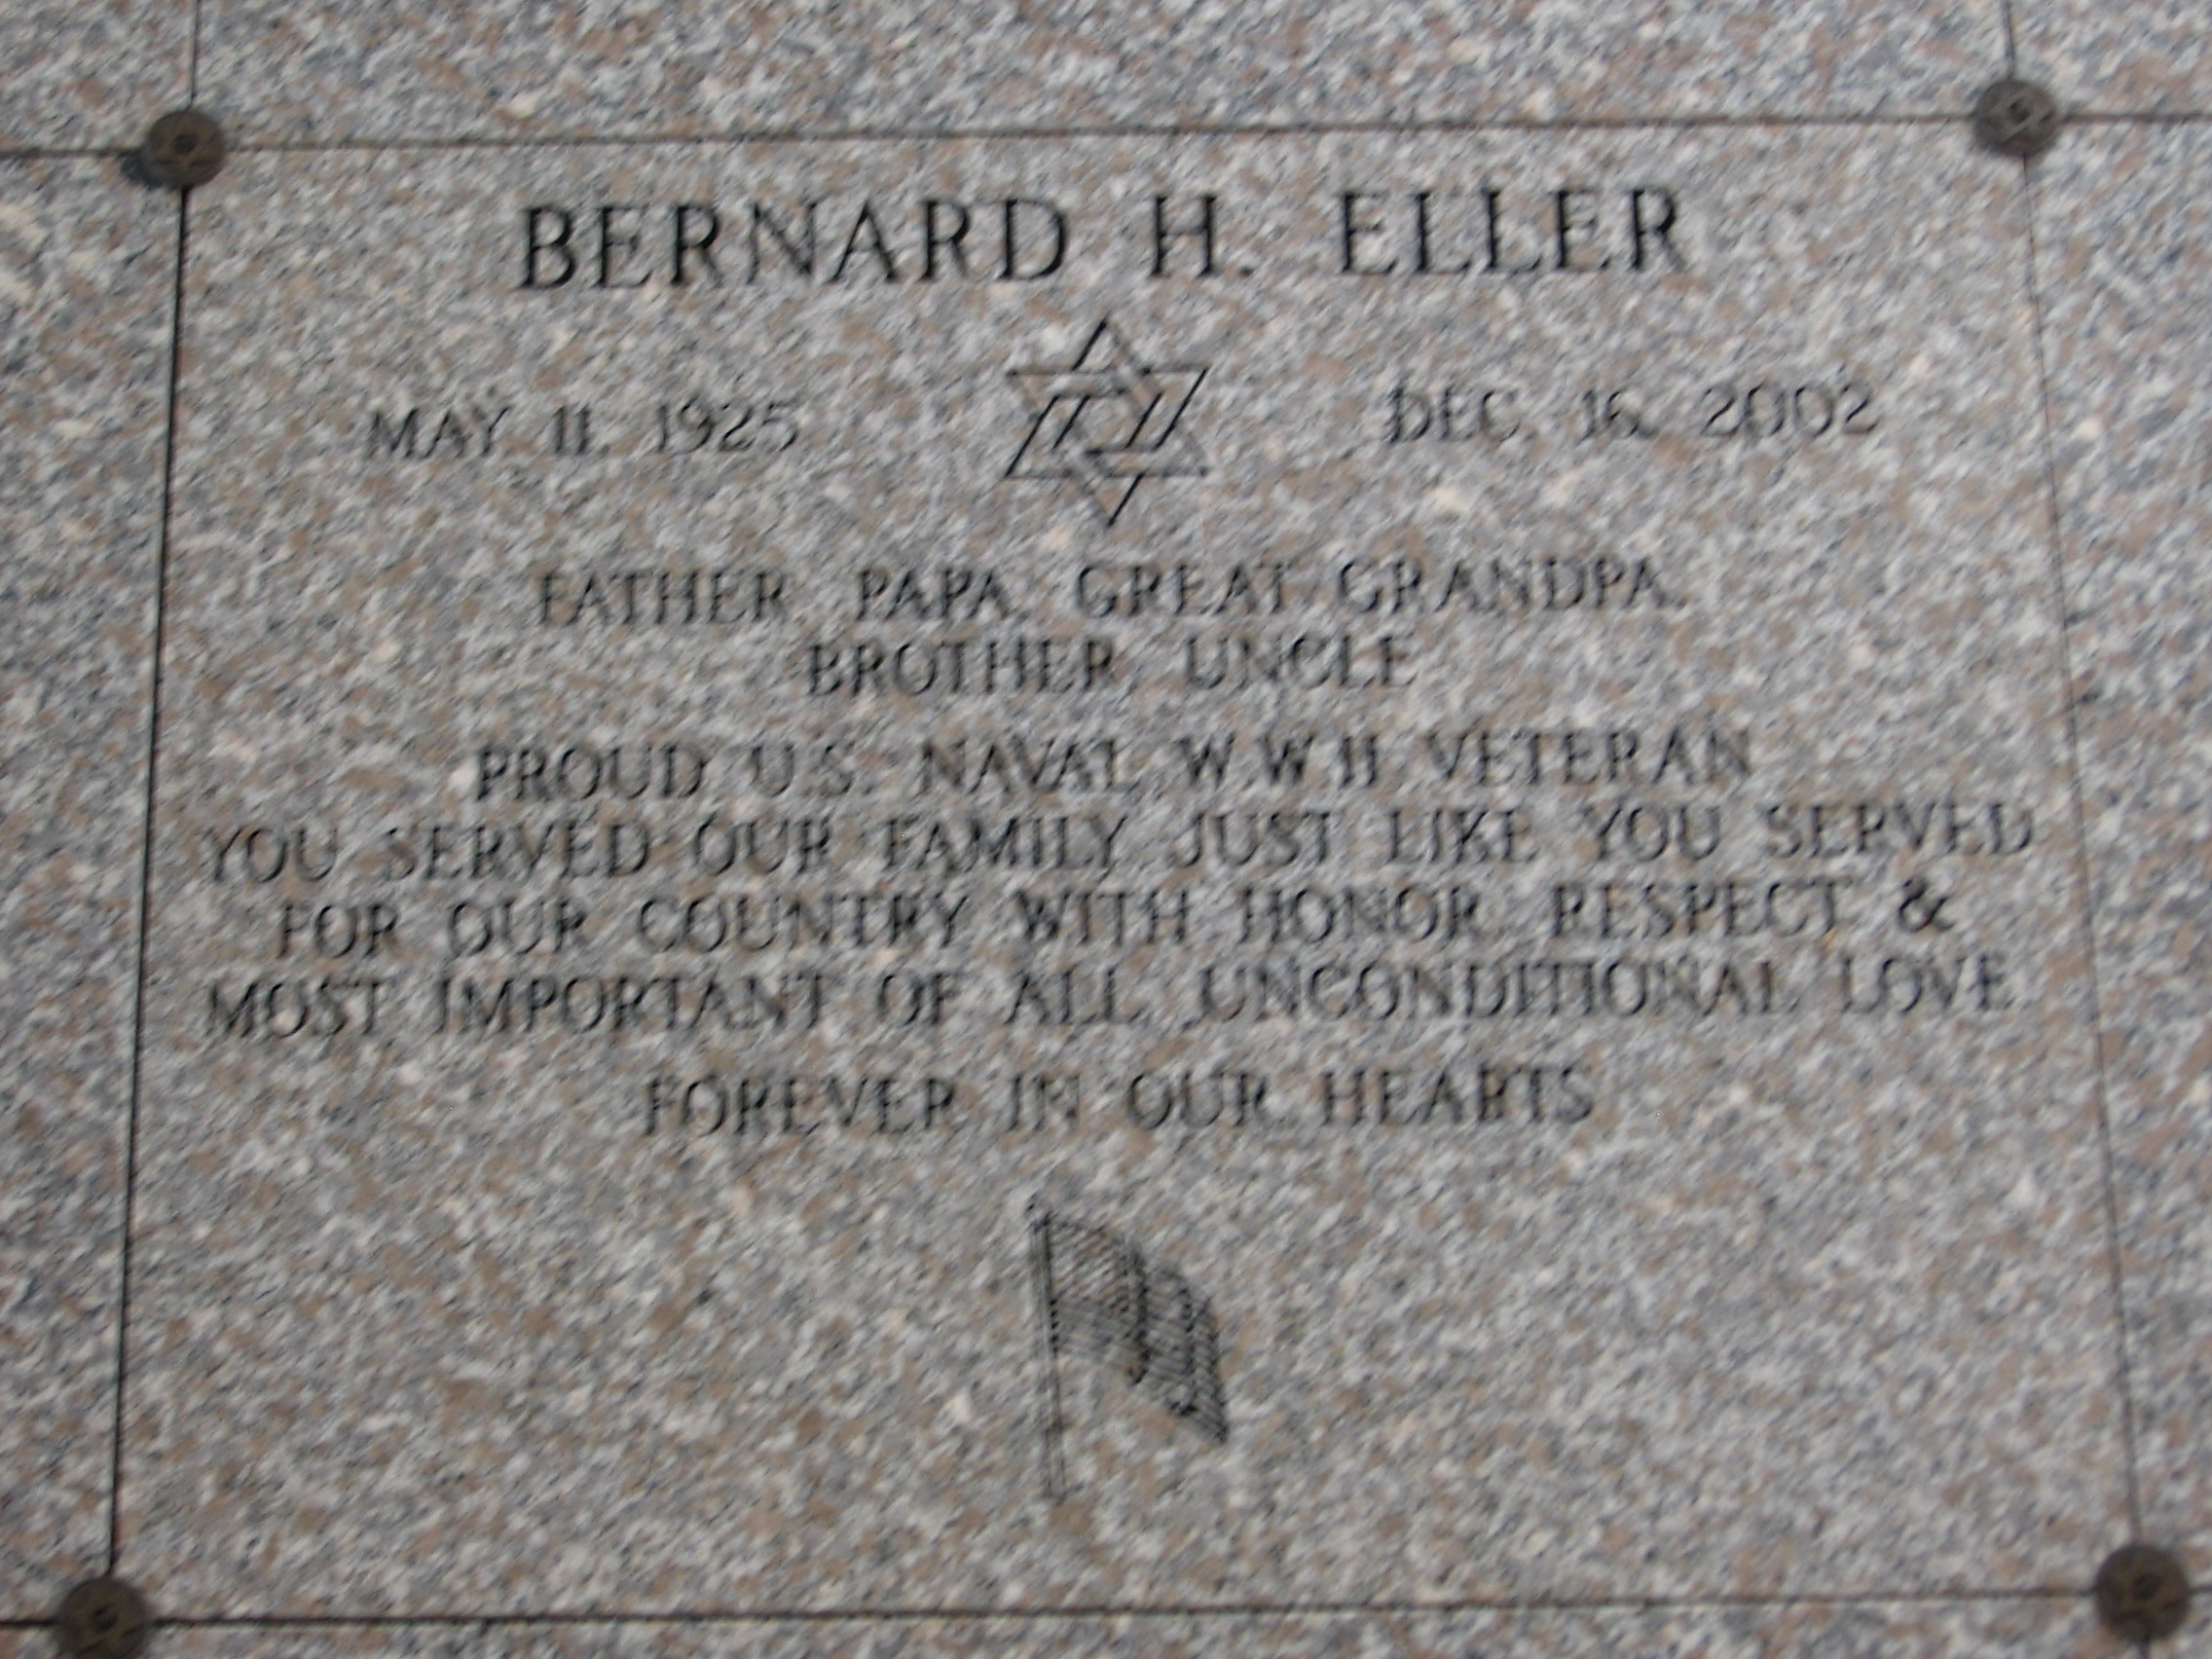 BERNARD H. ELLER
MAY 11, 1925 DEC. 16, 2002
FATHER, PAPA, GREAT-GRANDPA,
BROTHER, UNCLE
PROUD U.S. NAVAL W.W.II VETERAN
YOU SERVED OUR FAMILY JUST LIKE YOU SERVED
FOR OUR COUNTRY WITH HONOR, RESPECT &
MOST IMPORTANT OF ALL, UNCONDITIONAL LOVE
FOREVER IN OUR HEARTS